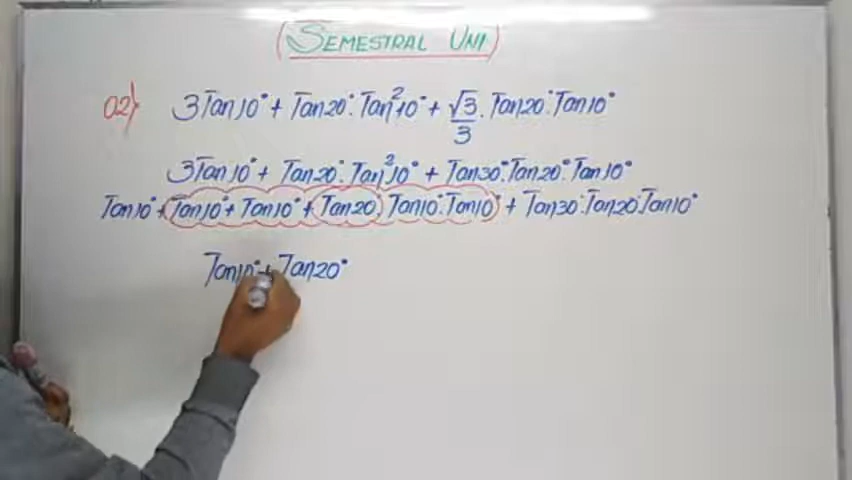 (SEMESTRAL UNI)
02) 3Tan10° + Tan20°.Tan²10° + √3/3.Tan20°.Tan10°
3Tan10° + Tan20°.Tan²10° + Tan30°.Tan20°.Tan10°
Tan10° + Tan10° + Tan10° + Tan20.Tan10°.Tan10° + Tan30°.Tan20°.Tan10°
Tan10° + Tan20°